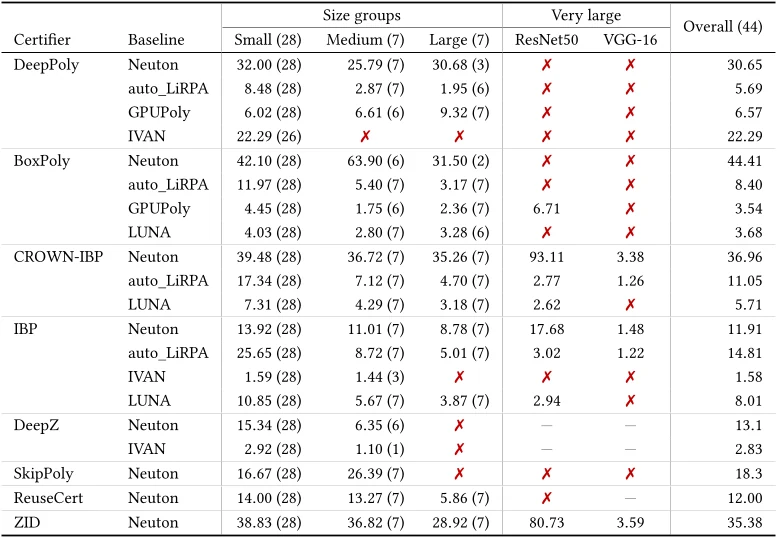 Size groups Very large Overall (44)
Certifier Baseline Small (28) Medium (7) Large (7) ResNet50 VGG-16
DeepPoly Neuton 32.00 (28) 25.79 (7) 30.68 (3) ✗ ✗ 30.65
auto_LiRPA 8.48 (28) 2.87 (7) 1.95 (6) ✗ ✗ 5.69
GPUPoly 6.02 (28) 6.61 (6) 9.32 (7) ✗ ✗ 6.57
IVAN 22.29 (26) ✗ ✗ ✗ ✗ 22.29
BoxPoly Neuton 42.10 (28) 63.90 (6) 31.50 (2) ✗ ✗ 44.41
auto_LiRPA 11.97 (28) 5.40 (7) 3.17 (7) ✗ ✗ 8.40
GPUPoly 4.45 (28) 1.75 (6) 2.36 (7) 6.71 ✗ 3.54
LUNA 4.03 (28) 2.80 (7) 3.28 (6) ✗ ✗ 3.68
CROWN-IBP Neuton 39.48 (28) 36.72 (7) 35.26 (7) 93.11 3.38 36.96
auto_LiRPA 17.34 (28) 7.12 (7) 4.70 (7) 2.77 1.26 11.05
LUNA 7.31 (28) 4.29 (7) 3.18 (7) 2.62 ✗ 5.71
IBP Neuton 13.92 (28) 11.01 (7) 8.78 (7) 17.68 1.48 11.91
auto_LiRPA 25.65 (28) 8.72 (7) 5.01 (7) 3.02 1.22 14.81
IVAN 1.59 (28) 1.44 (3) ✗ ✗ ✗ 1.58
LUNA 10.85 (28) 5.67 (7) 3.87 (7) 2.94 ✗ 8.01
DeepZ Neuton 15.34 (28) 6.35 (6) ✗ — — 13.1
IVAN 2.92 (28) 1.10 (1) ✗ — — 2.83
SkipPoly Neuton 16.67 (28) 26.39 (7) ✗ ✗ ✗ 18.3
ReuseCert Neuton 14.00 (28) 13.27 (7) 5.86 (7) ✗ — 12.00
ZID Neuton 38.83 (28) 36.82 (7) 28.92 (7) 80.73 3.59 35.38